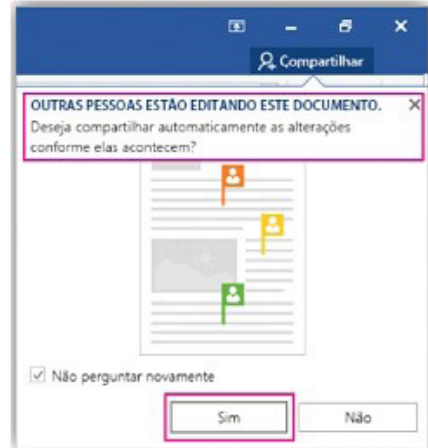 Compartilhar
OUTRAS PESSOAS ESTÃO EDITANDO ESTE DOCUMENTO.
Deseja compartilhar automaticamente as alterações
conforme elas acontecem?
Não perguntar novamente
Sim
Não